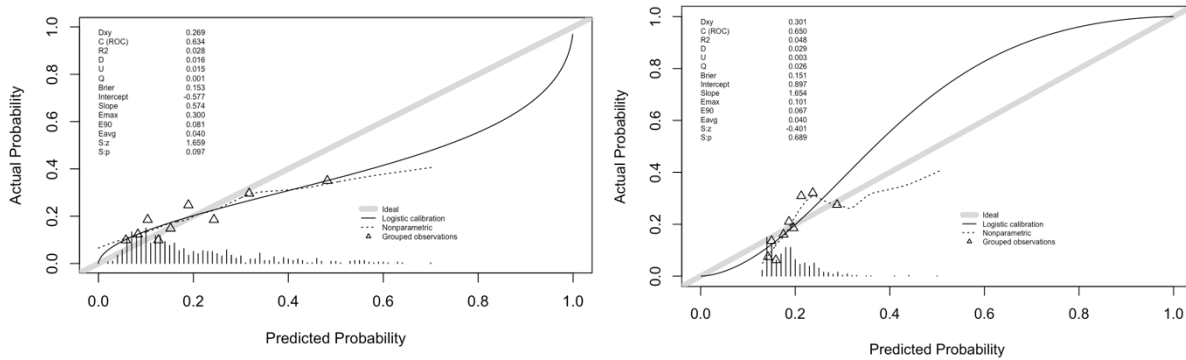 Dxy 0.269
C (ROC) 0.634
R2 0.028
D 0.016
U 0.015
Q 0.001
Brier 0.153
Intercept -0.577
Slope 0.574
Emax 0.300
E90 0.081
Eavg 0.040
S:z 1.659
S:p 0.097
Actual Probability
1.0
0.8
0.6
0.4
0.2
0.0
Ideal
Logistic calibration
Nonparametric
Grouped observations
0.0 0.2 0.4 0.6 0.8 1.0
Predicted Probability
Dxy 0.301
C (ROC) 0.650
R2 0.048
D 0.029
U 0.003
Q 0.026
Brier 0.151
Intercept 0.897
Slope 1.654
Emax 0.101
E90 0.067
Eavg 0.040
S:z -0.401
S:p 0.689
Actual Probability
1.0
0.8
0.6
0.4
0.2
0.0
Ideal
Logistic calibration
Nonparametric
Grouped observations
0.0 0.2 0.4 0.6 0.8 1.0
Predicted Probability